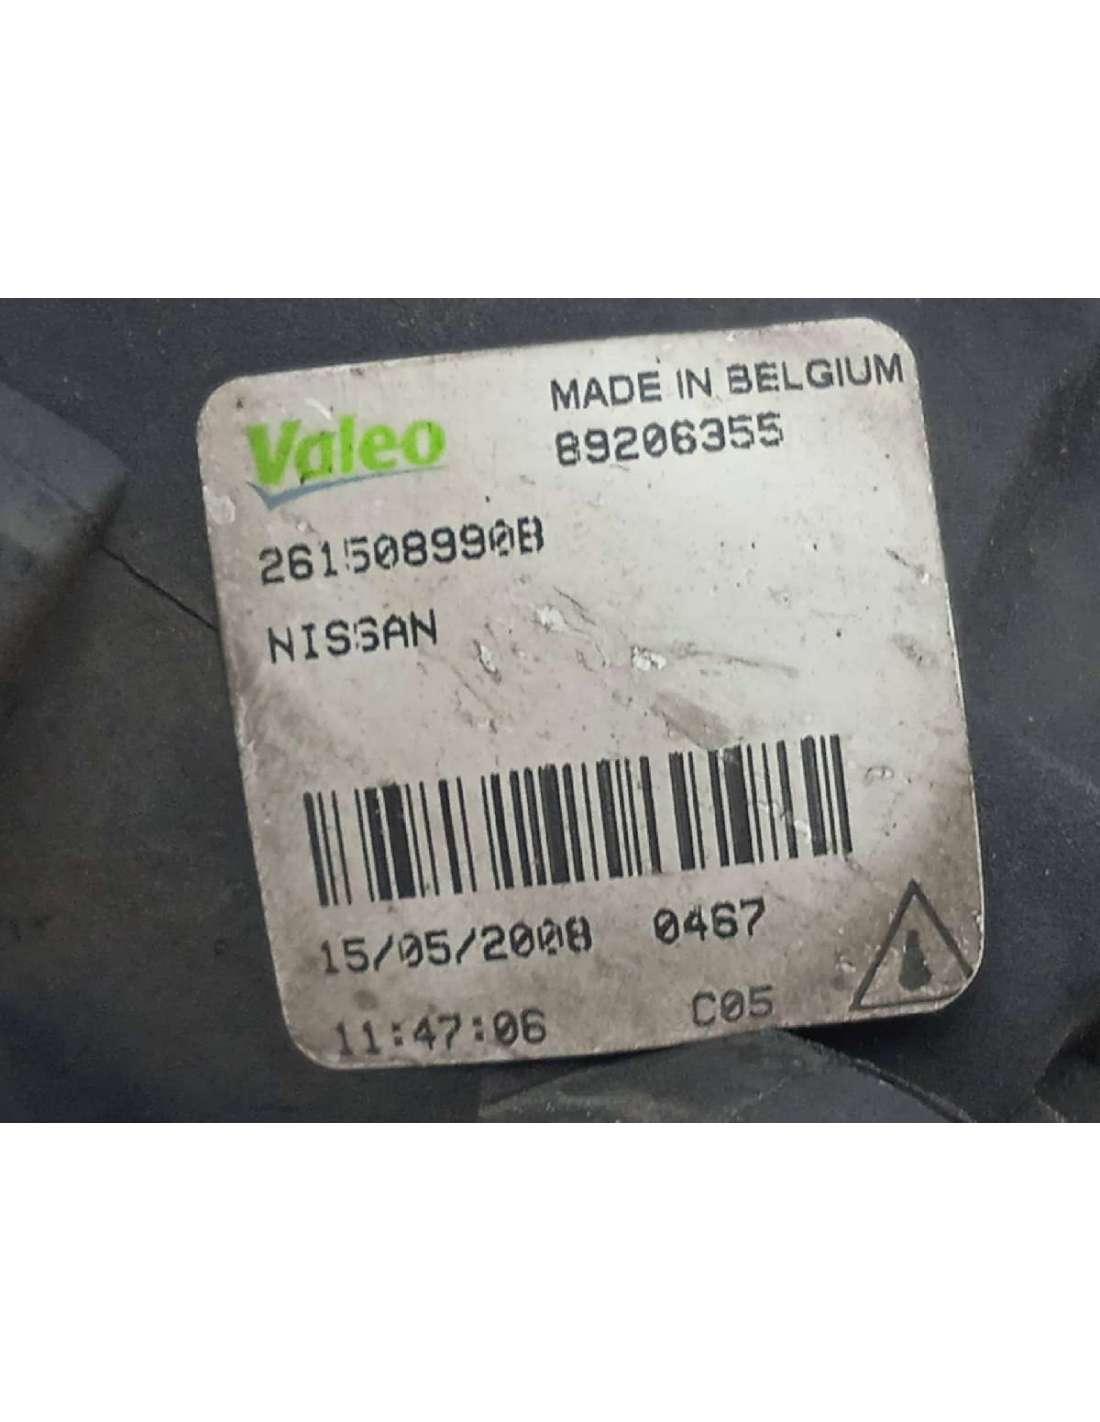 Valeo
MADE IN BELGIUM
89206355
261508990B
NISSAN
15/05/2008 0467
11:47:06 C05